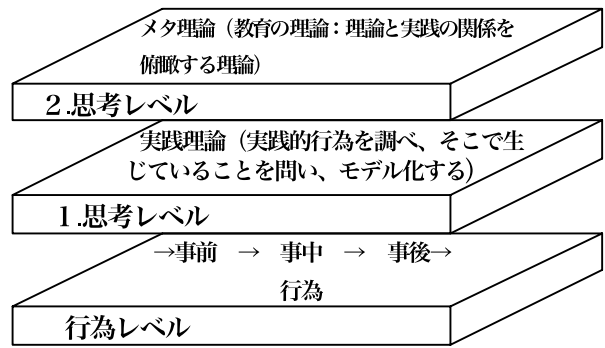 メタ理論（教育の理論：理論と実践の関係を
俯瞰する理論）
２.思考レベル
実践理論（実践的行為を調べ、そこで生
じていることを問い、モデル化する）
１.思考レベル
→事前　→　事中　→　事後→
行為
行為レベル